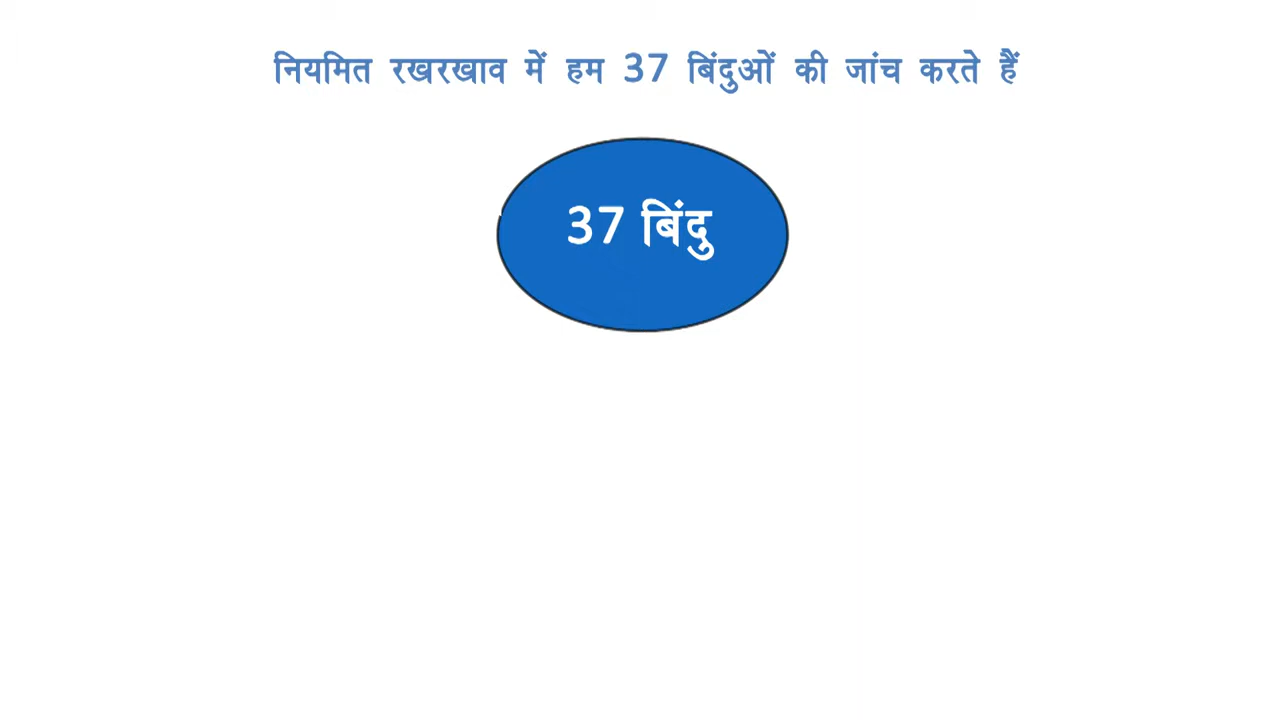 नियमित रखरखाव में हम 37 बिंदुओं की जांच करते हैं
37 बिंदु